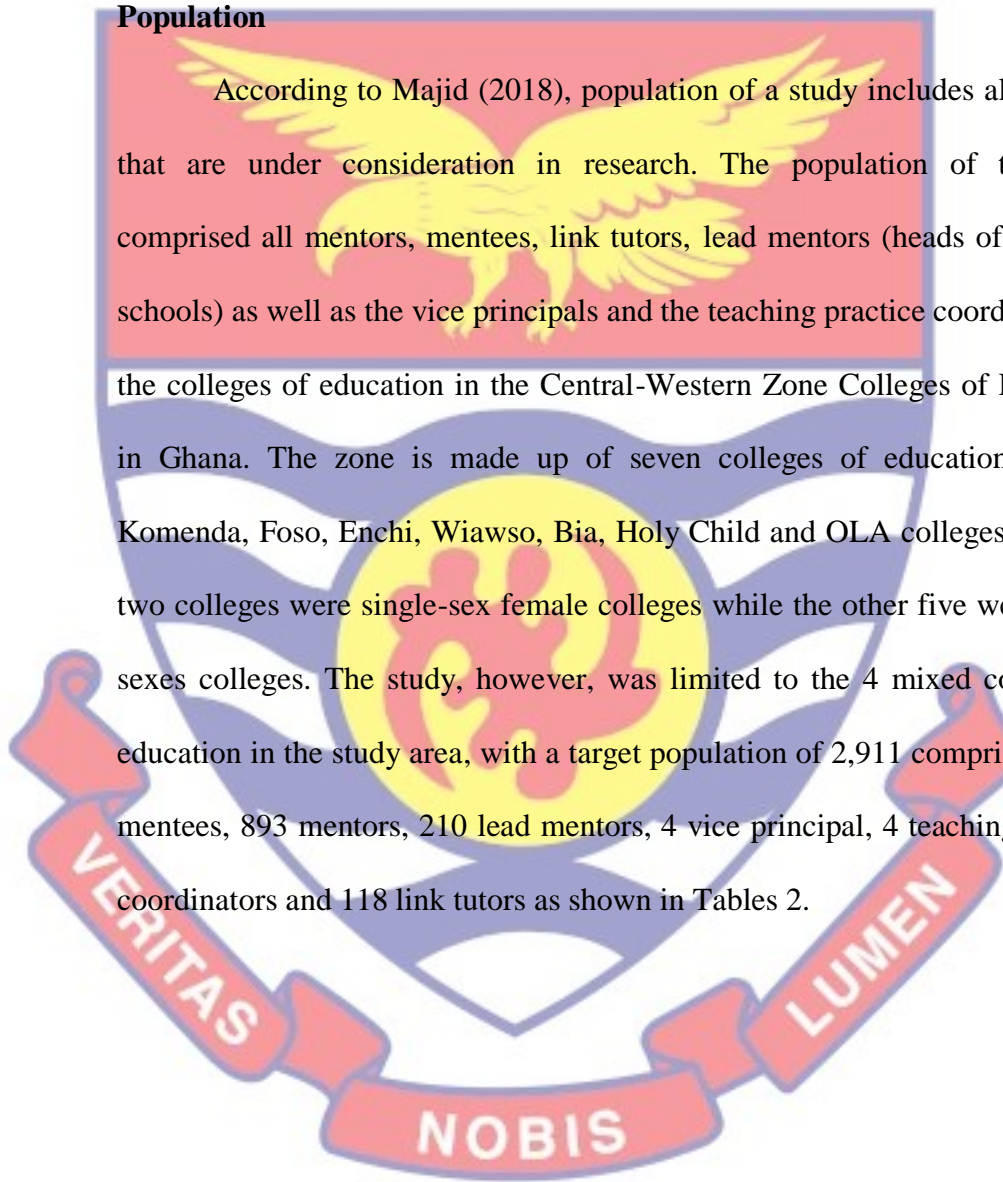 Population
According to Majid (2018), population of a study includes al
that are under consideration in research. The population of t
comprised all mentors, mentees, link tutors, lead mentors (heads of
schools) as well as the vice principals and the teaching practice coord
the colleges of education in the Central-Western Zone Colleges of
in Ghana. The zone is made up of seven colleges of education
Komenda, Foso, Enchi, Wiawso, Bia, Holy Child and OLA colleges
two colleges were single-sex female colleges while the other five w
sexes colleges. The study, however, was limited to the 4 mixed co
education in the study area, with a target population of 2,911 compri
mentees, 893 mentors, 210 lead mentors, 4 vice principal, 4 teaching
coordinators and 118 link tutors as shown in Tables 2.
VERITAS
NOBIS
LUMEN